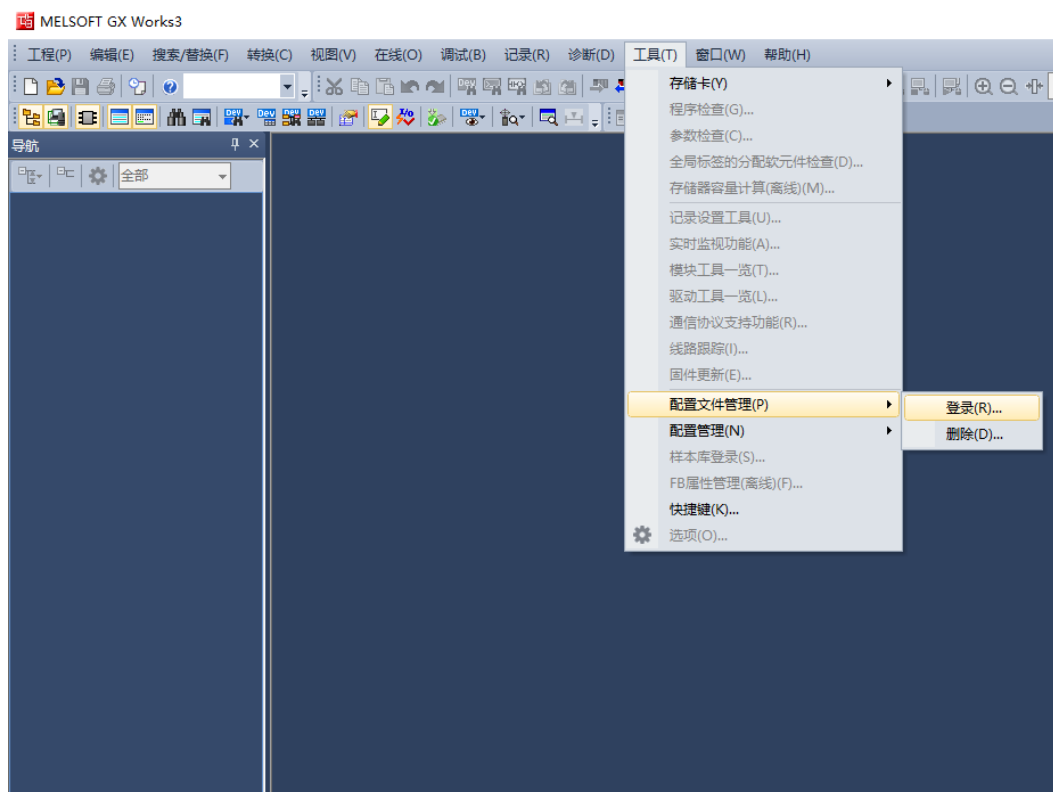 MELSOFT GX Works3
工程(P) 编辑(E) 搜索/替换(F) 转换(C) 视图(V) 在线(O) 调试(B) 记录(R) 诊断(D) 工具(T) 窗口(W) 帮助(H)
导航
全部
存储卡(Y)
程序检查(G)...
参数检查(C)...
全局标签的分配软元件检查(D)...
存储器容量计算(离线)(M)...
记录设置工具(U)...
实时监视功能(A)...
模块工具一览(T)...
驱动工具一览(L)...
通信协议支持功能(R)...
线路跟踪(I)...
固件更新(E)...
配置文件管理(P)
登录(R)...
配置管理(N)
删除(D)...
样本库登录(S)...
FB属性管理(离线)(F)...
快捷键(K)...
选项(O)...